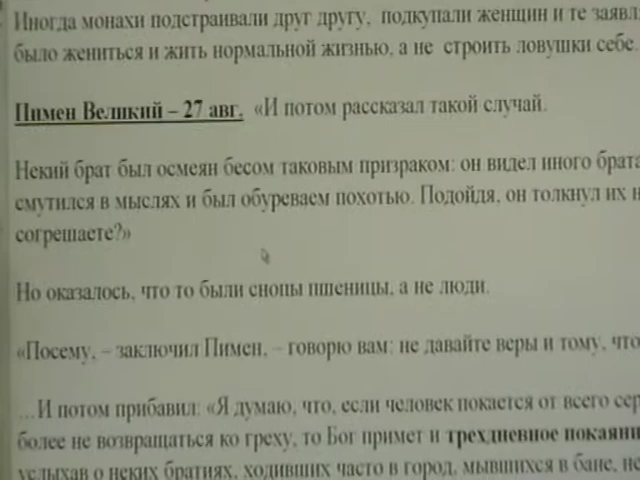 Иногда монахи подстраивали друг другу, подкупали женщин и те
было жениться и жить нормальной жизнью, а не строить ловушки себе.
Пимен Великий – 27 авг. «И потом рассказал такой случай.
Некий брат был осмеян бесом таковым призраком: он видел иного брата
смутился в мыслях и был обуреваем похотью. Подойдя, он толкнул их
согрешаете?»
Но оказалось, что то были снопы пшеницы, а не люди.
«Посему, – заключил Пимен, – говорю вам: не давайте веры и тому, что
…И потом прибавил: «Я думаю, что, если человек покается от всего
более не возвращаться ко греху, то Бог примет и трехдневное
услыхав о неких братиях, ходивших часто в город, мывшихся в бане,